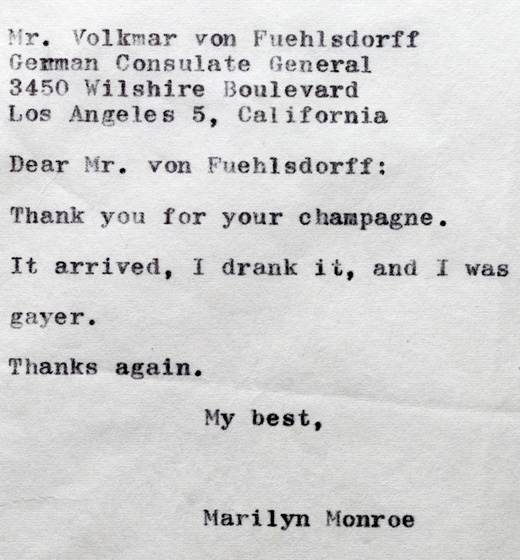 Mr. Volkmar von Fuehlsdorff
German Consulate General
3450 Wilshire Boulevard
Los Angeles 5, California
Dear Mr. von Fuehlsdorff:
Thank you for your champagne.
It arrived, I drank it, and I was
gayer.
Thanks again.
My best,
Marilyn Monroe